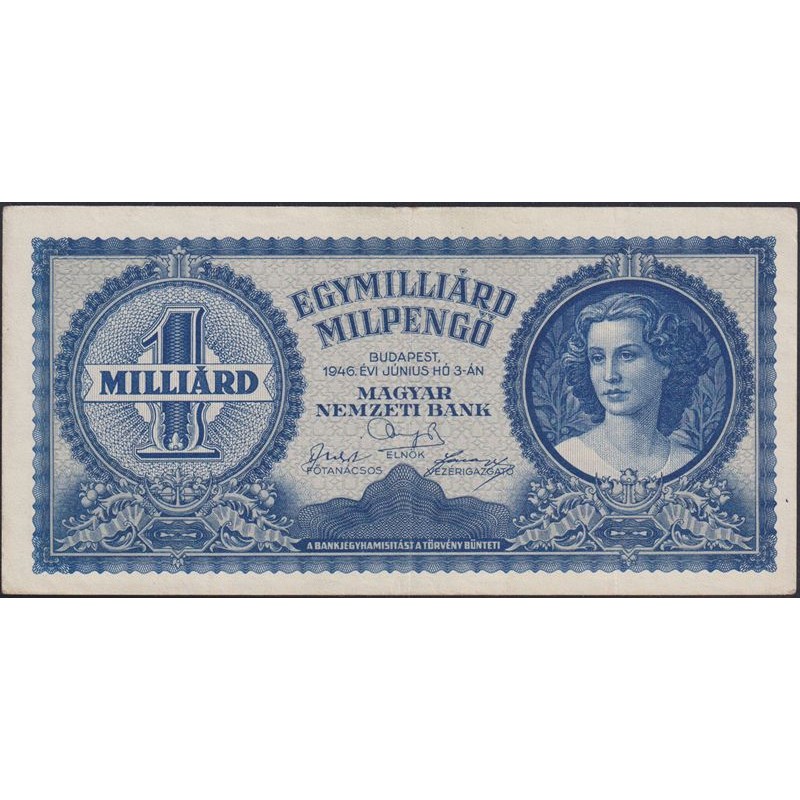 1
MILLIÁRD
EGYMILLIÁRD
MILPENGŐ
BUDAPEST,
1946. ÉVI JÚNIUS HÓ 3-ÁN
MAGYAR
NEMZETI BANK
ELNÖK
FŐTANÁCSOS
VEZÉRIGAZGATÓ
A BANKJEGYHAMISITÁST A TÖRVÉNY BÜNTETI